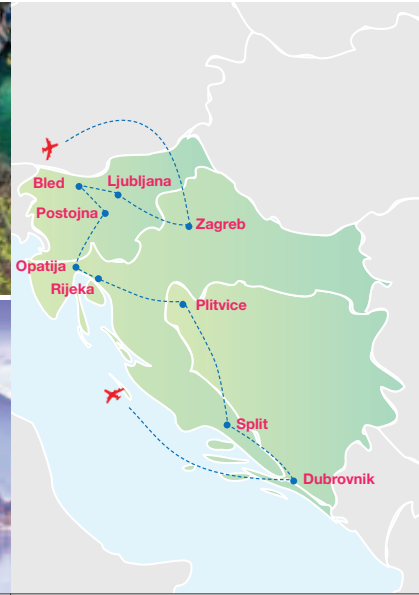 Bled
Ljubljana
Postojna
Zagreb
Opatija
Rijeka
Plitvice
Split
Dubrovnik